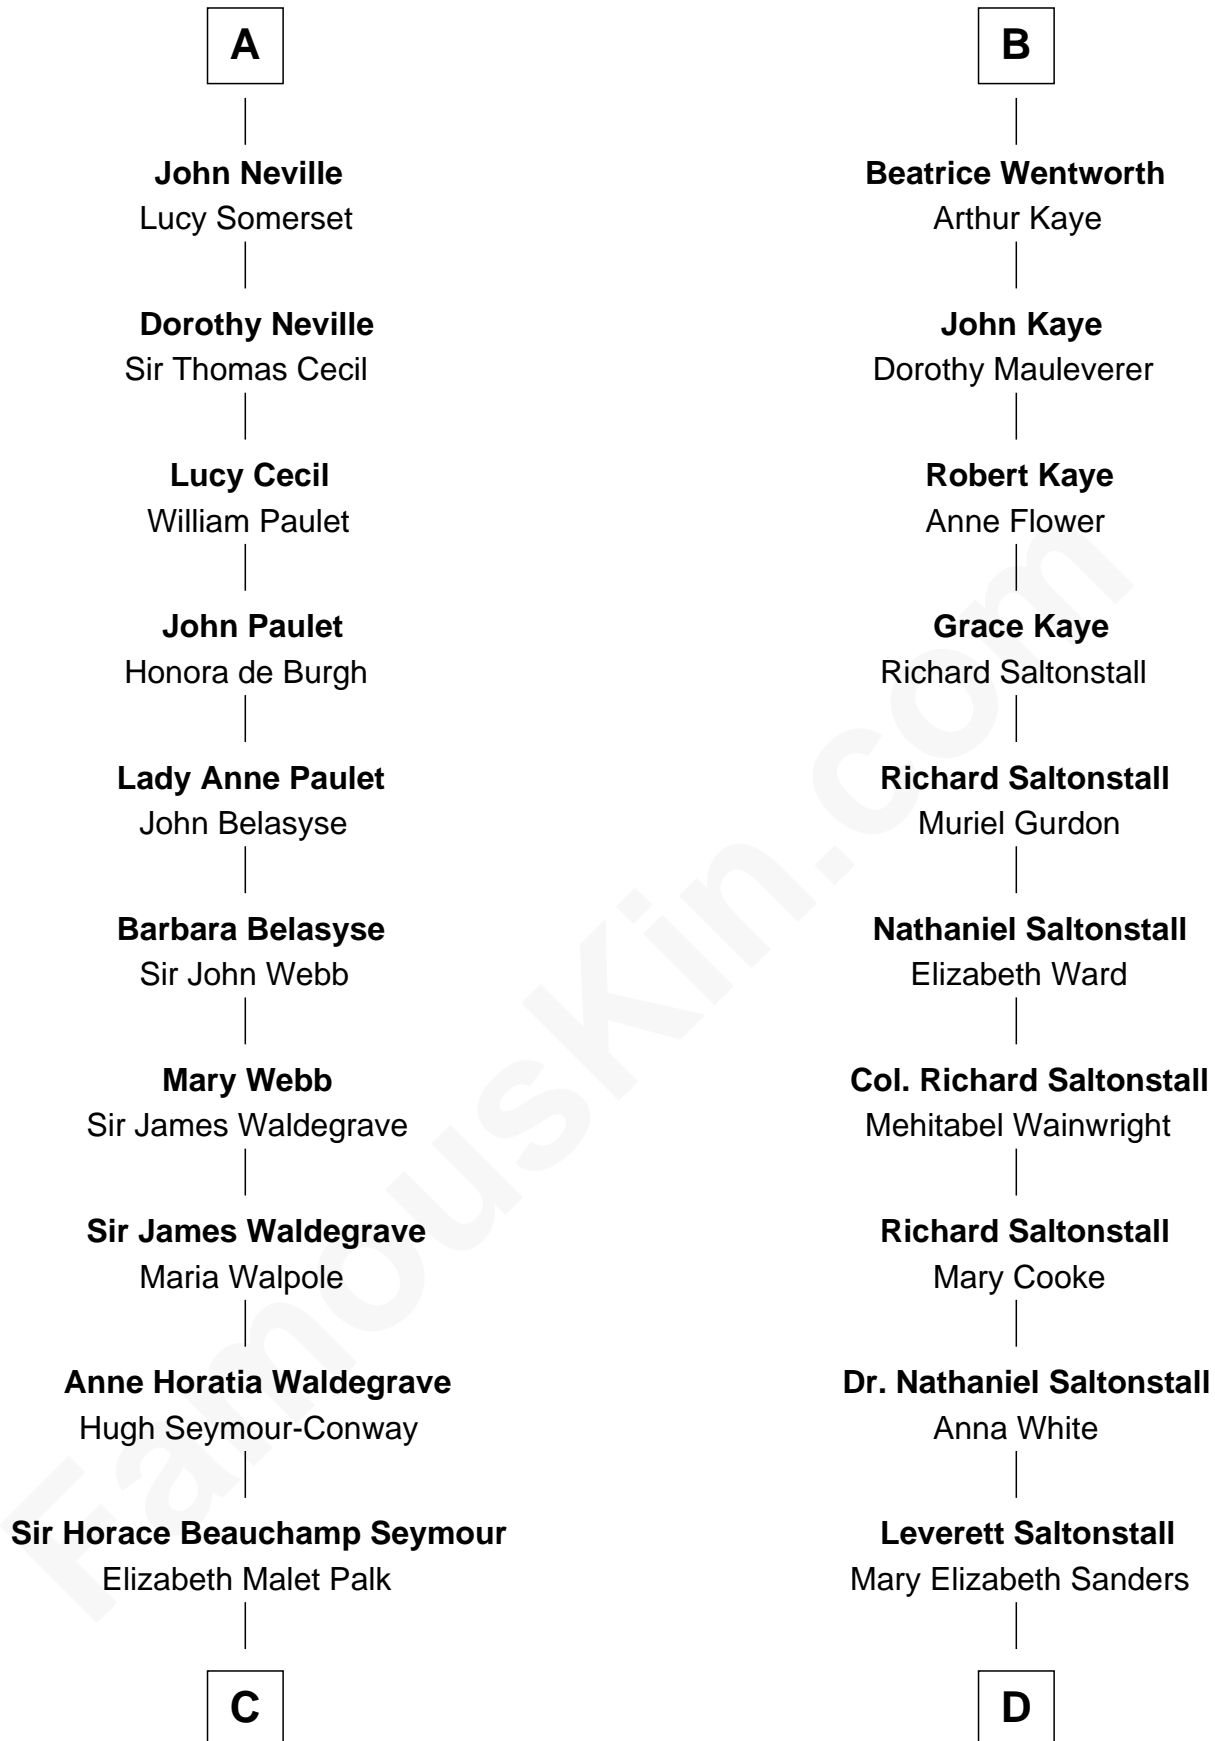 A
John Neville
Lucy Somerset
Dorothy Neville
Sir Thomas Cecil
Lucy Cecil
William Paulet
John Paulet
Honora de Burgh
Lady Anne Paulet
John Belasyse
Barbara Belasyse
Sir John Webb
Mary Webb
Sir James Waldegrave
Sir James Waldegrave
Maria Walpole
Anne Horatia Waldegrave
Hugh Seymour-Conway
Sir Horace Beauchamp Seymour
Elizabeth Malet Palk
C
B
Beatrice Wentworth
Arthur Kaye
John Kaye
Dorothy Mauleverer
Robert Kaye
Anne Flower
Grace Kaye
Richard Saltonstall
Richard Saltonstall
Muriel Gurdon
Nathaniel Saltonstall
Elizabeth Ward
Col. Richard Saltonstall
Mehitabel Wainwright
Richard Saltonstall
Mary Cooke
Dr. Nathaniel Saltonstall
Anna White
Leverett Saltonstall
Mary Elizabeth Sanders
D
FamousKin.com